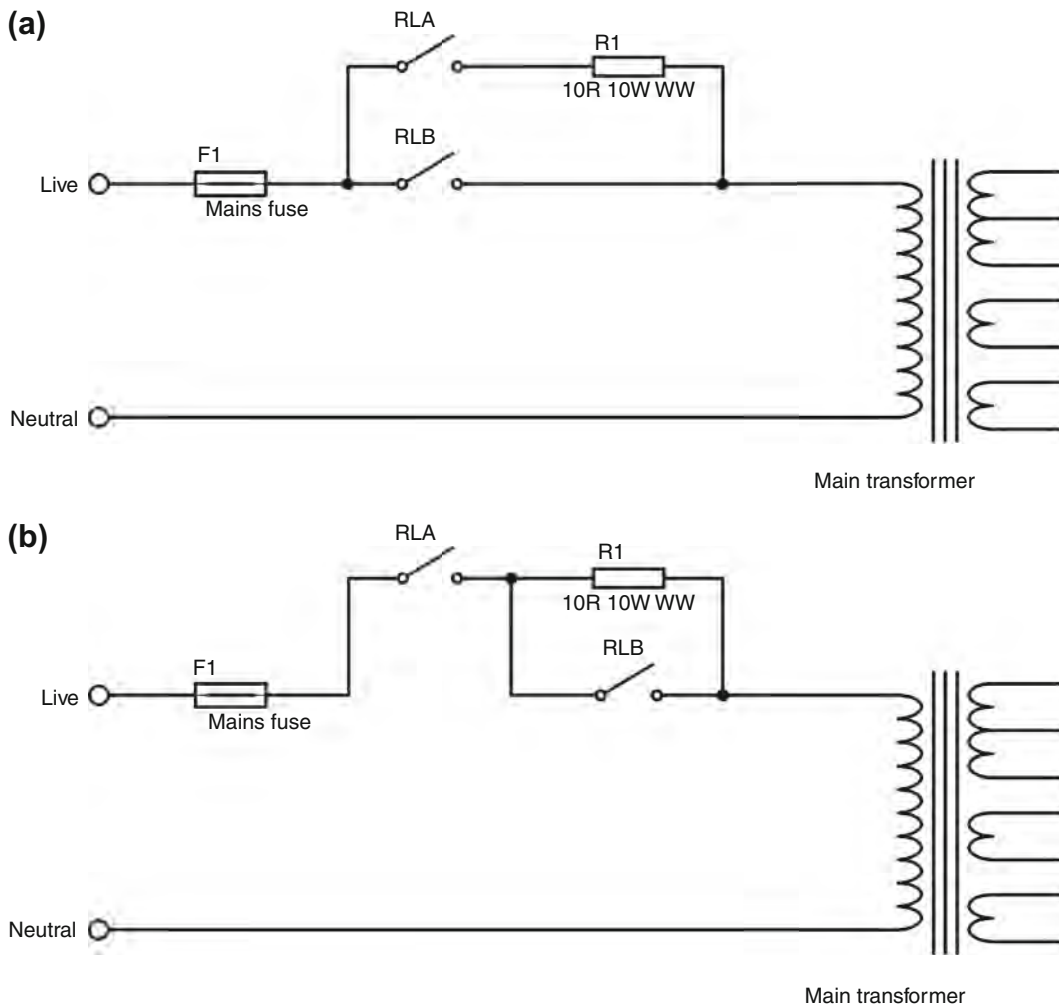 (a)
RLA
R1
10R 10W WW
RLB
F1
Live
Mains fuse
Neutral
Main transformer
(b)
RLA
R1
10R 10W WW
RLB
F1
Live
Mains fuse
Neutral
Main transformer